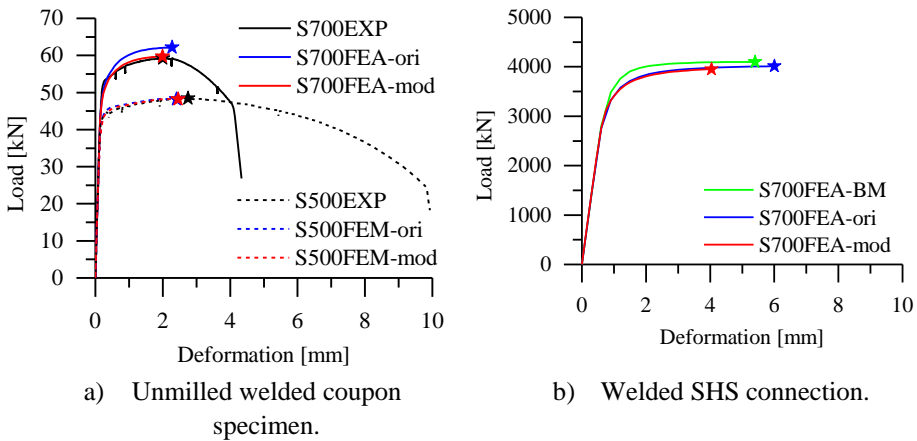 70
60
50
40
30
20
10
0
Load [kN]
S700EXP
S700FEA-ori
S700FEA-mod
S500EXP
S500FEM-ori
S500FEM-mod
0 2 4 6 8 10
Deformation [mm]
a) Unmilled welded coupon
specimen.
5000
4000
3000
2000
1000
0
Load [kN]
S700FEA-BM
S700FEA-ori
S700FEA-mod
0 2 4 6 8 10
Deformation [mm]
b) Welded SHS connection.